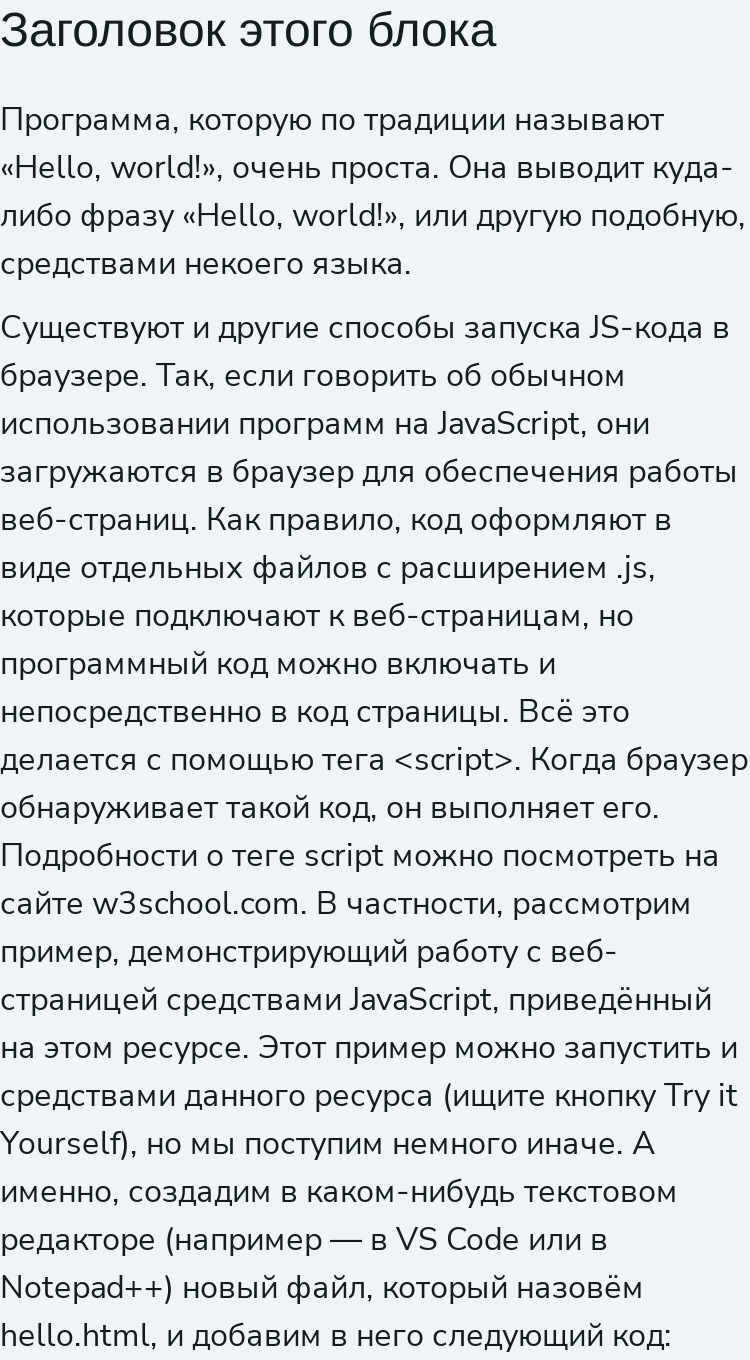 Заголовок этого блока
Программа, которую по традиции называют
«Hello, world!», очень проста. Она выводит куда-
либо фразу «Hello, world!», или другую подобную,
средствами некоего языка.
Существуют и другие способы запуска JS-кода в
браузере. Так, если говорить об обычном
использовании программ на JavaScript, они
загружаются в браузер для обеспечения работы
веб-страниц. Как правило, код оформляют в
виде отдельных файлов с расширением .js,
которые подключают к веб-страницам, но
программный код можно включать и
непосредственно в код страницы. Всё это
делается с помощью тега <script>. Когда браузер
обнаруживает такой код, он выполняет его.
Подробности о теге script можно посмотреть на
сайте w3school.com. В частности, рассмотрим
пример, демонстрирующий работу с веб-
страницей средствами JavaScript, приведённый
на этом ресурсе. Этот пример можно запустить и
средствами данного ресурса (ищите кнопку Try it
Yourself), но мы поступим немного иначе. А
именно, создадим в каком-нибудь текстовом
редакторе (например — в VS Code или в
Notepad++) новый файл, который назовём
hello.html, и добавим в него следующий код: